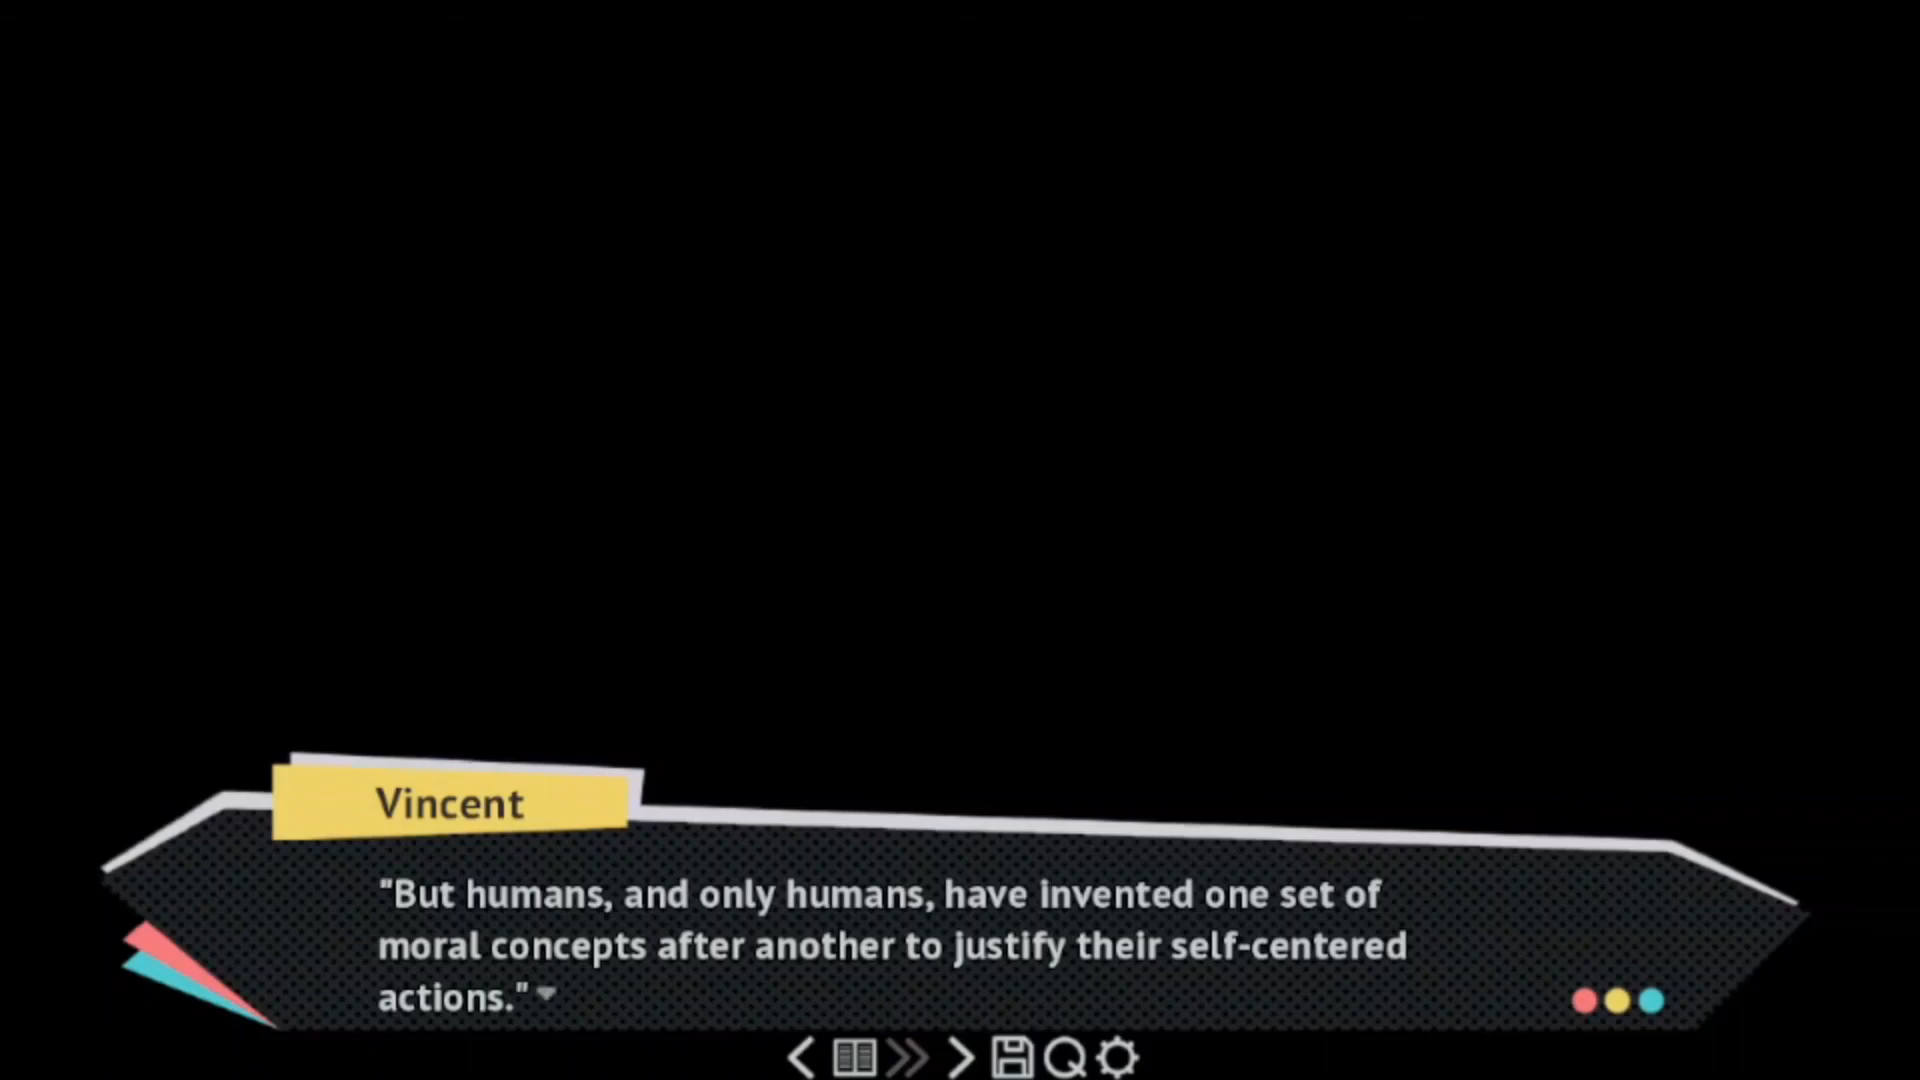 Vincent
"But humans, and only humans, have invented one set of
moral concepts after another to justify their self-centered
actions."